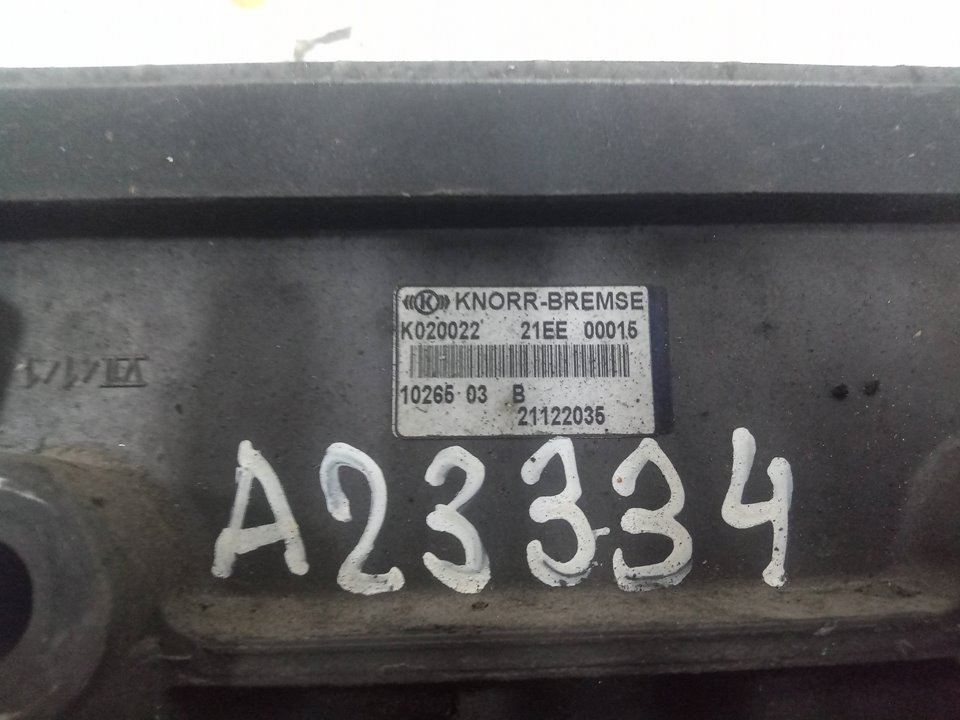 K KNORR-BREMSE
K020022 21EE 00015
10265 03 B
21122035
A23334